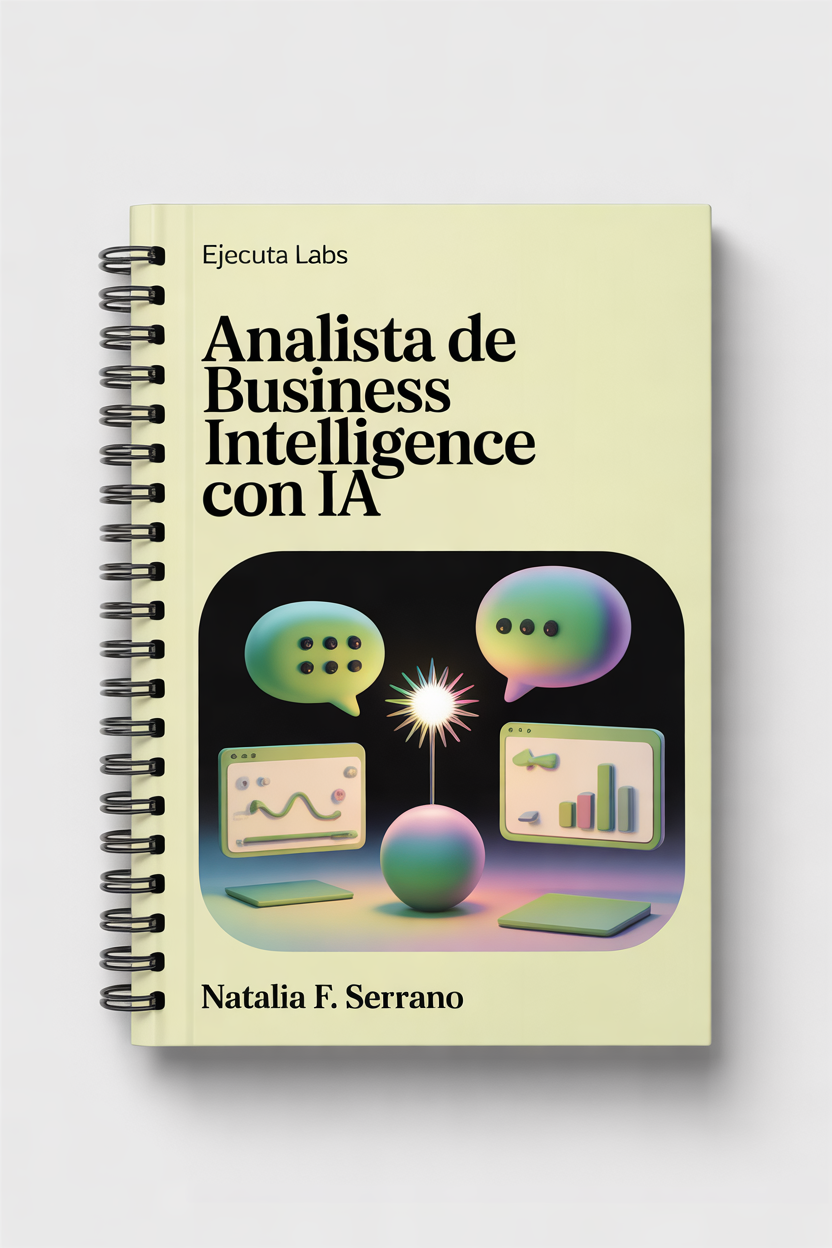 Ejecuta Labs
Analista de
Business
Intelligence
con IA
Natalia F. Serrano